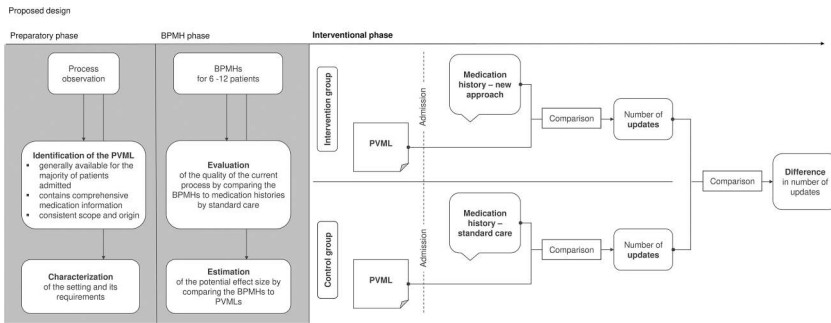 Proposed design
Preparatory phase
BPMH phase
Interventional phase
Process
observation
Identification of the PVML
▪ generally available for the
majority of patients
admitted
▪ contains comprehensive
medication information
▪ consistent scope and origin
Characterization
of the setting and its
requirements
BPMHs
for 6 -12 patients
Evaluation
of the quality of the current
process by comparing the
BPMHs to medication histories
by standard care
Estimation
of the potential effect size by
comparing the BPMHs to
PVMLs
Intervention group
PVML
Admission
Medication
history – new
approach
Comparison
Number of
updates
Control group
PVML
Admission
Medication
history –
standard care
Comparison
Number of
updates
Comparison
Difference
in number of
updates